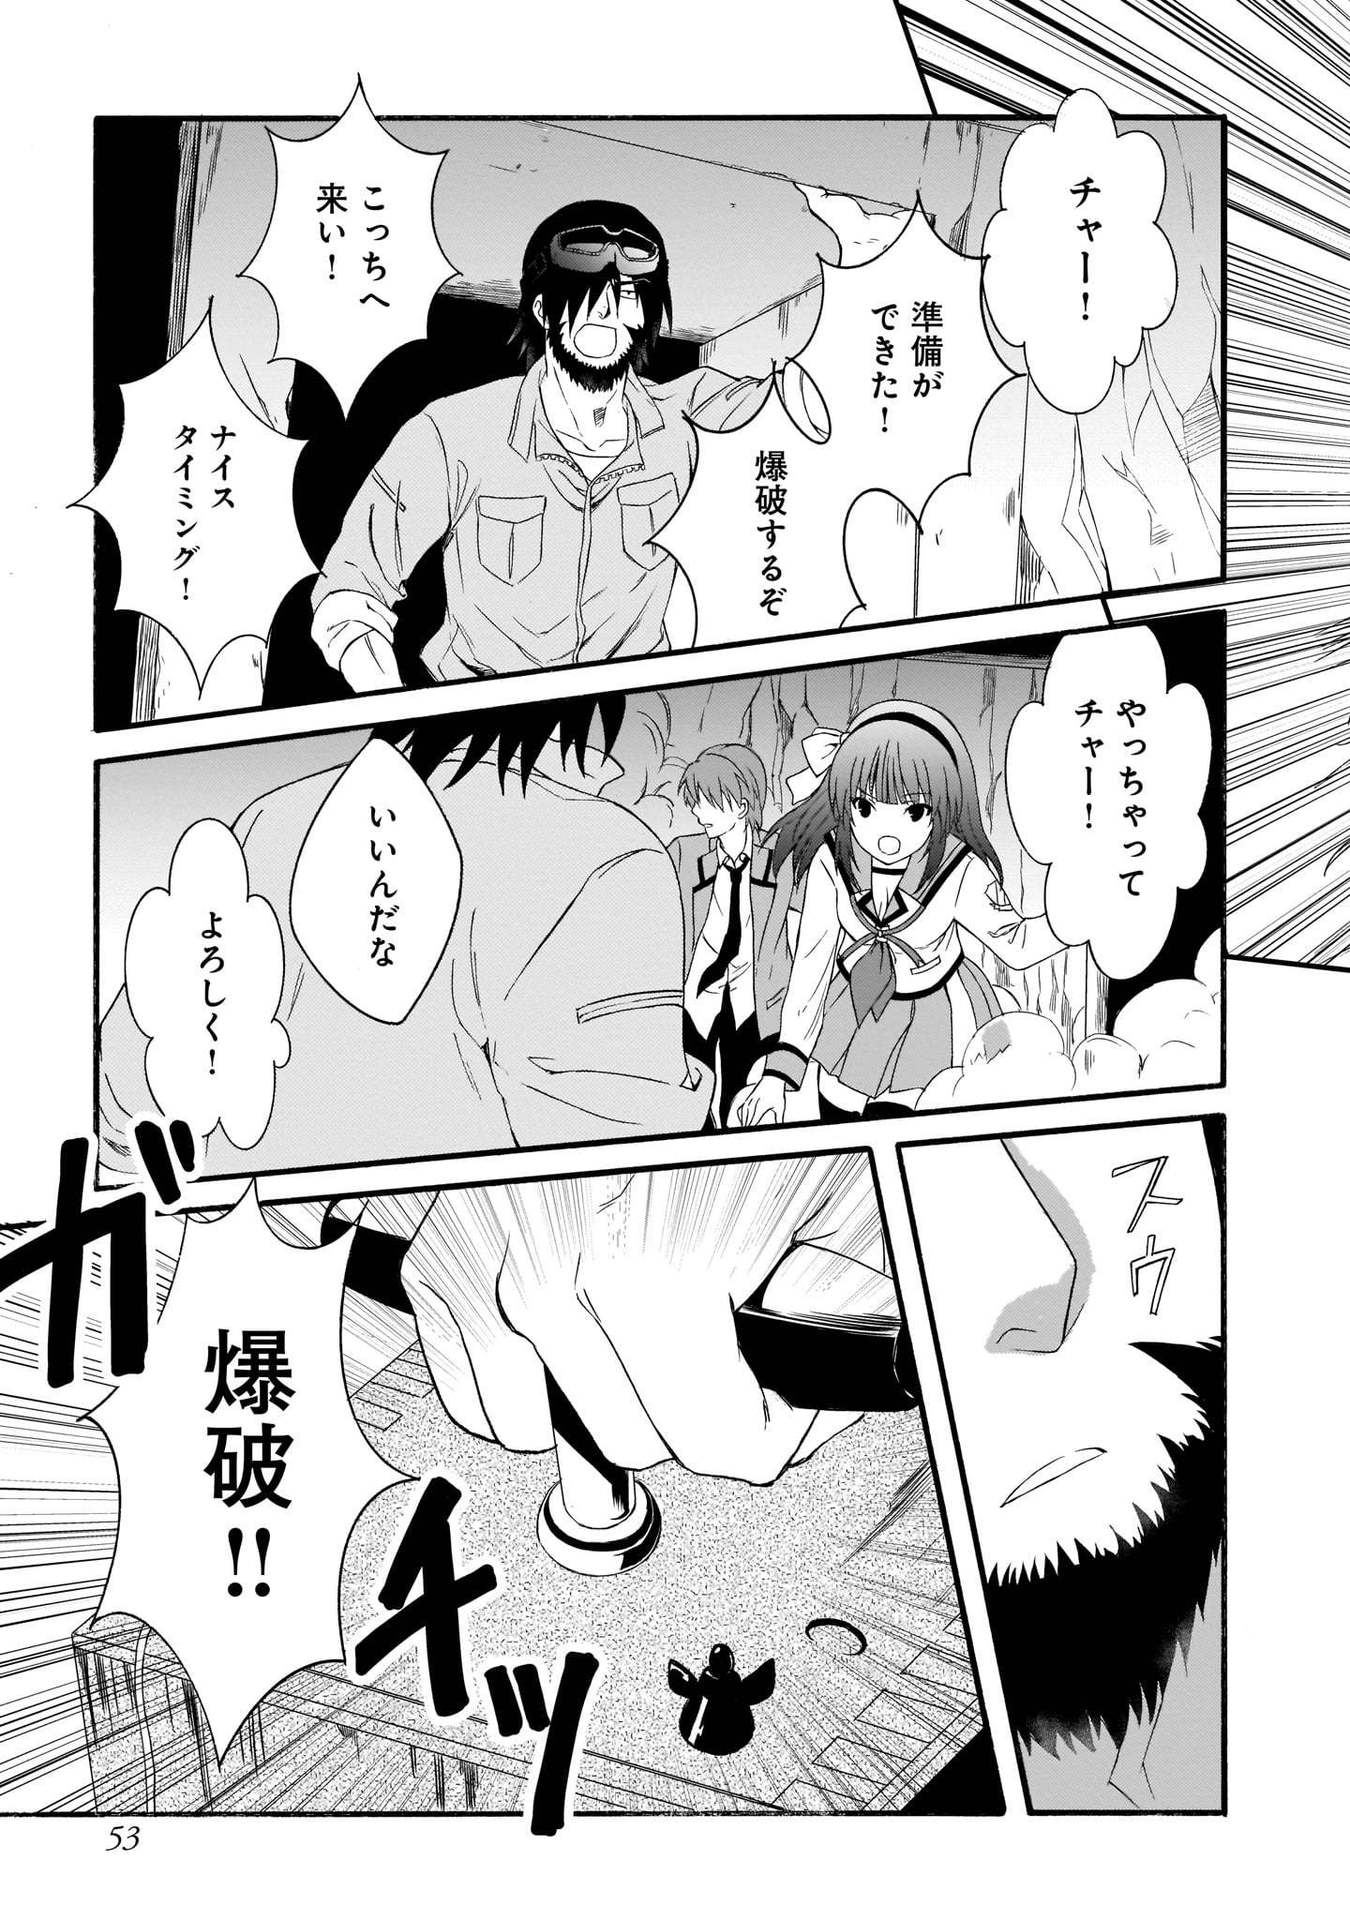 チャー！
準備が
できた！
爆破するぞ
こっちへ
来い！
ナイス
タイミング！
やっちゃって
チャー！
いいんだな
よろしく！
スゥ
ガガイッ
爆破!!
53